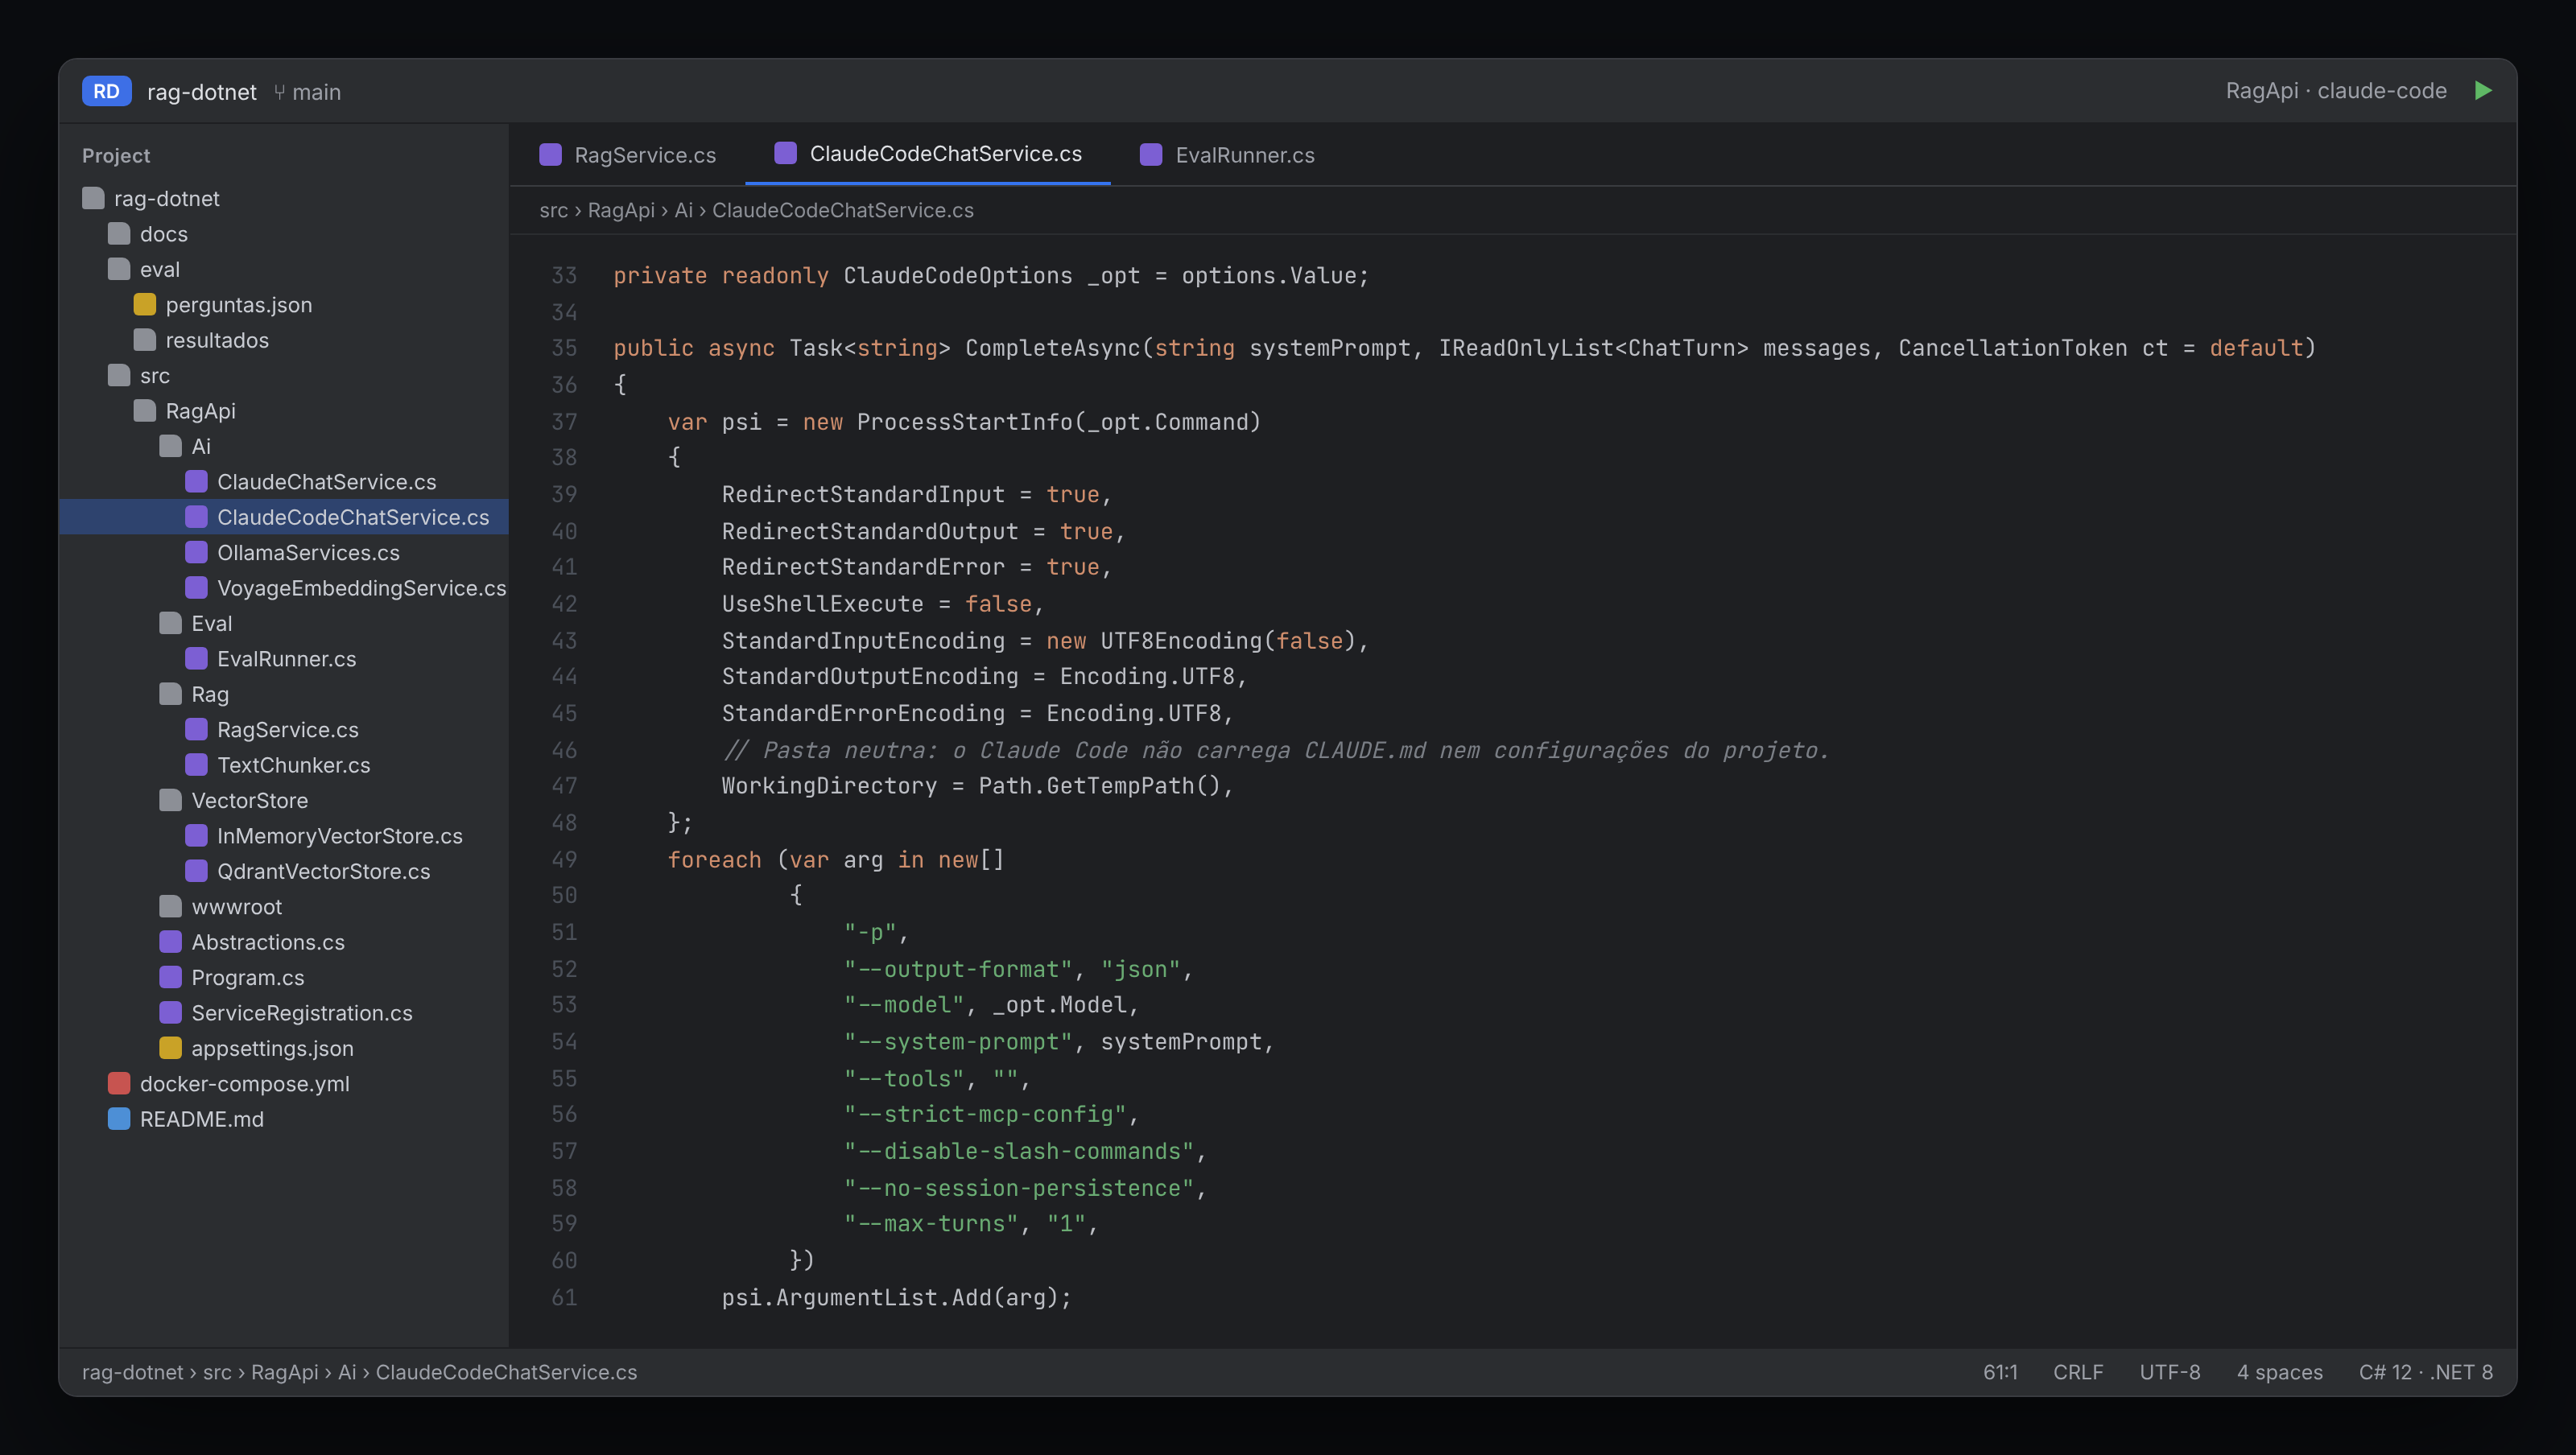 RD rag-dotnet main
RagApi · claude-code
Project
rag-dotnet
docs
eval
perguntas.json
resultados
src
RagApi
Ai
ClaudeChatService.cs
ClaudeCodeChatService.cs
OllamaServices.cs
VoyageEmbeddingService.cs
Eval
EvalRunner.cs
Rag
RagService.cs
TextChunker.cs
VectorStore
InMemoryVectorStore.cs
QdrantVectorStore.cs
wwwroot
Abstractions.cs
Program.cs
ServiceRegistration.cs
appsettings.json
docker-compose.yml
README.md
RagService.cs ClaudeCodeChatService.cs EvalRunner.cs
src › RagApi › Ai › ClaudeCodeChatService.cs
33 private readonly ClaudeCodeOptions _opt = options.Value;
34
35 public async Task<string> CompleteAsync(string systemPrompt, IReadOnlyList<ChatTurn> messages, CancellationToken ct = default)
36 {
37     var psi = new ProcessStartInfo(_opt.Command)
38     {
39         RedirectStandardInput = true,
40         RedirectStandardOutput = true,
41         RedirectStandardError = true,
42         UseShellExecute = false,
43         StandardInputEncoding = new UTF8Encoding(false),
44         StandardOutputEncoding = Encoding.UTF8,
45         StandardErrorEncoding = Encoding.UTF8,
46         // Pasta neutra: o Claude Code não carrega CLAUDE.md nem configurações do projeto.
47         WorkingDirectory = Path.GetTempPath(),
48     };
49     foreach (var arg in new[]
50              {
51                  "-p",
52                  "--output-format", "json",
53                  "--model", _opt.Model,
54                  "--system-prompt", systemPrompt,
55                  "--tools", "",
56                  "--strict-mcp-config",
57                  "--disable-slash-commands",
58                  "--no-session-persistence",
59                  "--max-turns", "1",
60              })
61         psi.ArgumentList.Add(arg);
rag-dotnet › src › RagApi › Ai › ClaudeCodeChatService.cs
61:1 CRLF UTF-8 4 spaces C# 12 · .NET 8